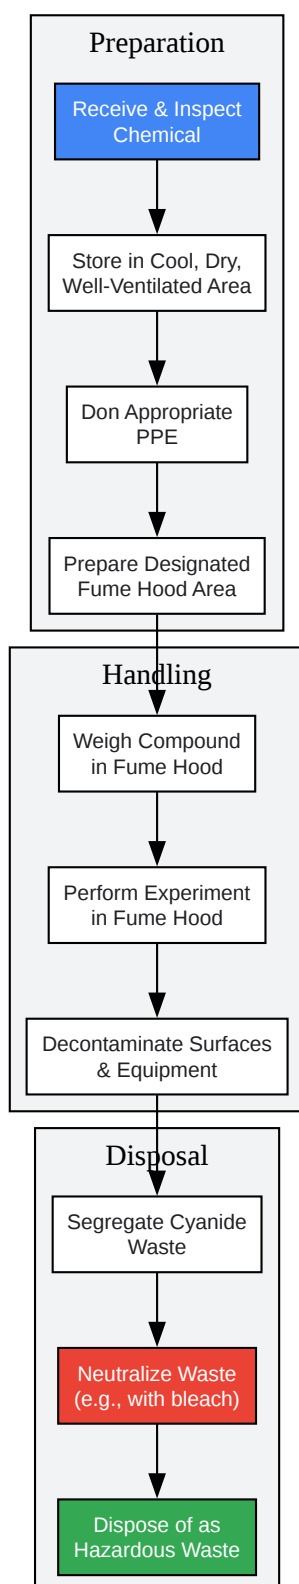 Preparation
Receive & Inspect
Chemical
Store in Cool, Dry,
Well-Ventilated Area
Don Appropriate
PPE
Prepare Designated
Fume Hood Area
Handling
Weigh Compound
in Fume Hood
Perform Experiment
in Fume Hood
Decontaminate Surfaces
& Equipment
Disposal
Segregate Cyanide
Waste
Neutralize Waste
(e.g., with bleach)
Dispose of as
Hazardous Waste